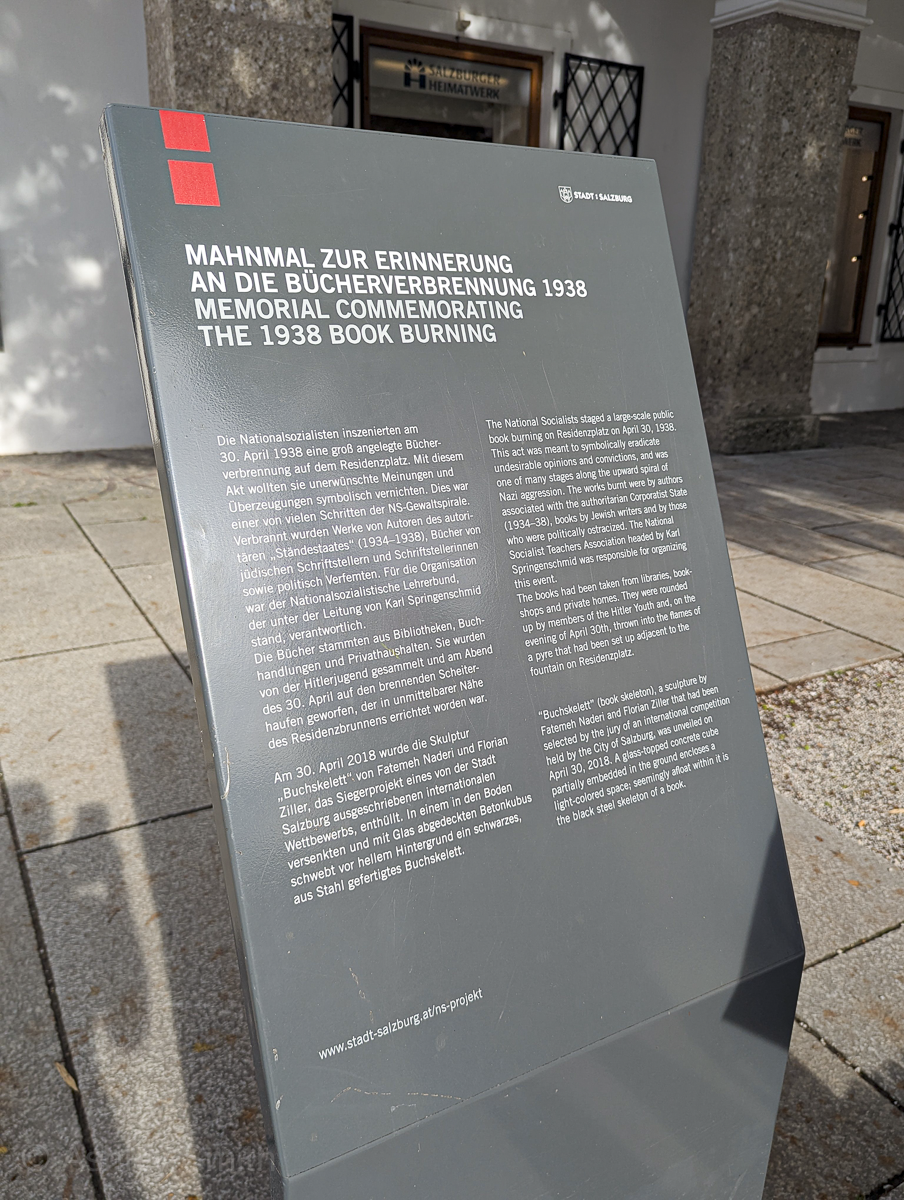 SALZBURGER
HEIMATWERK
STADT : SALZBURG
MAHNMAL ZUR ERINNERUNG
AN DIE BÜCHERVERBRENNUNG 1938
MEMORIAL COMMEMORATING
THE 1938 BOOK BURNING
Die Nationalsozialisten inszenierten am
30. April 1938 eine groß angelegte Bücher-
verbrennung auf dem Residenzplatz. Mit diesem
Akt wollten sie unerwünschte Meinungen und
Überzeugungen symbolisch vernichten. Dies war
einer von vielen Schritten der NS-Gewaltspirale.
Verbrannt wurden Werke von Autoren des autori-
tären „Ständestaates“ (1934–1938), Bücher von
jüdischen Schriftstellern und Schriftstellerinnen
sowie politisch Verfemten. Für die Organisation
war der Nationalsozialistische Lehrerbund,
der unter der Leitung von Karl Springenschmid
stand, verantwortlich.
Die Bücher stammten aus Bibliotheken, Buch-
handlungen und Privathaushalten. Sie wurden
von der Hitlerjugend gesammelt und am Abend
des 30. April auf den brennenden Scheiter-
haufen geworfen, der in unmittelbarer Nähe
des Residenzbrunnens errichtet worden war.
Am 30. April 2018 wurde die Skulptur
„Buchskelett“, von Fatemeh Naderi und Florian
Ziller, das Siegerprojekt eines von der Stadt
Salzburg ausgeschriebenen internationalen
Wettbewerbs, enthüllt. In einem in den Boden
versenkten und mit Glas abgedeckten Betonkubus
schwebt vor hellem Hintergrund ein schwarzes,
aus Stahl gefertigtes Buchskelett.
The National Socialists staged a large-scale public
book burning on Residenzplatz on April 30, 1938.
This act was meant to symbolically eradicate
undesirable opinions and convictions, and was
one of many stages along the upward spiral of
Nazi aggression. The works burnt were by authors
associated with the authoritarian Corporatist State
(1934–38), books by Jewish writers and by those
who were politically ostracized. The National
Socialist Teachers Association headed by Karl
Springenschmid was responsible for organizing
this event.
The books had been taken from libraries, book-
shops and private homes. They were rounded
up by members of the Hitler Youth and, on the
evening of April 30th, thrown into the flames of
a pyre that had been set up adjacent to the
fountain on Residenzplatz.
“Buchskelett” (book skeleton), a sculpture by
Fatemeh Naderi and Florian Ziller that had been
selected by the jury of an international competition
held by the City of Salzburg, was unveiled on
April 30, 2018. A glass-topped concrete cube
partially embedded in the ground encloses a
light-colored space; seemingly afloat within it is
the black steel skeleton of a book.
www.stadt-salzburg.at/ns-projekt